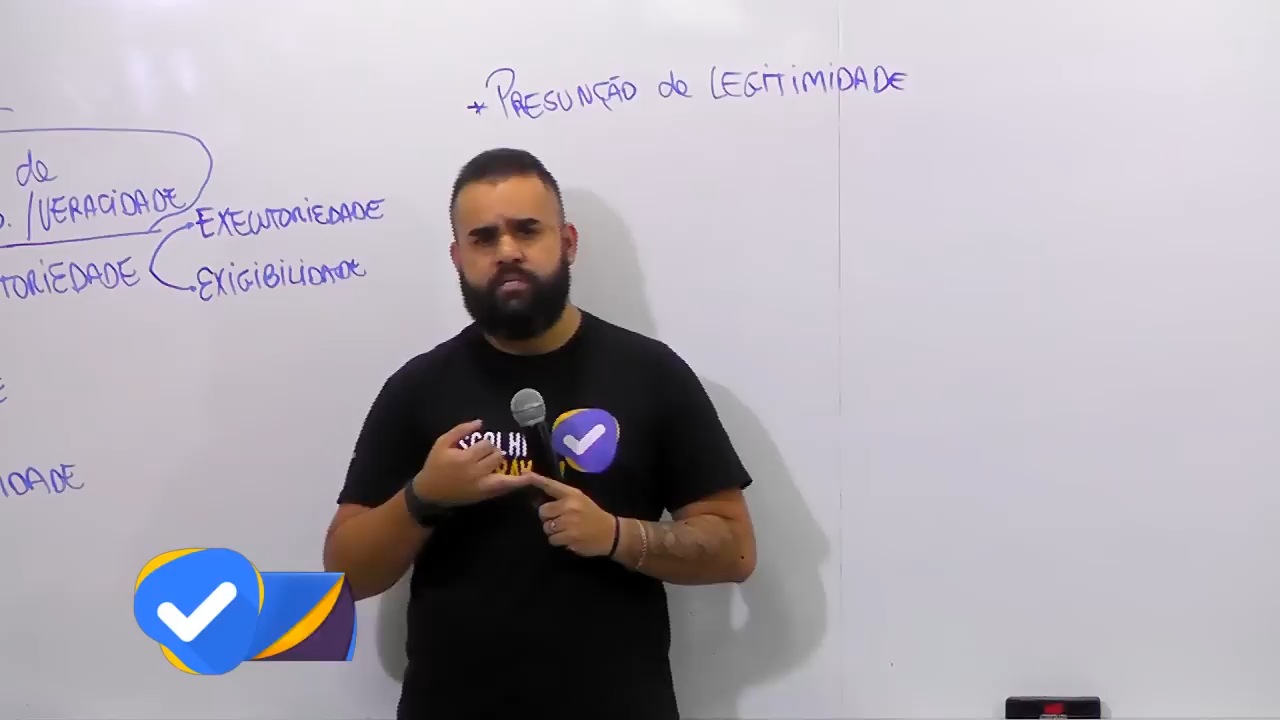 * PRESUNÇÃO de LEGITIMIDADE
de
/VERACIDADE
EXECUTORIEDADE
TORIEDADE
EXIGIBILIDADE
IDADE